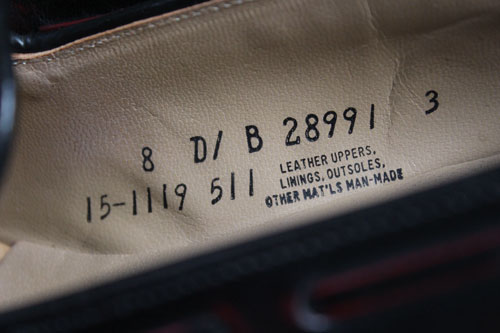 8 D/ B 28991 3
15-1119 511
LEATHER UPPERS,
LININGS, OUTSOLES,
OTHER MAT'LS MAN-MADE